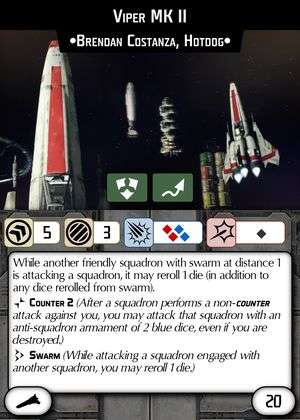 Viper MK II
•Brendan Costanza, Hotdog•
5
3
While another friendly squadron with swarm at distance 1
is attacking a squadron, it may reroll 1 die (in addition
to any dice rerolled from swarm).
Counter 2 (After a squadron performs a non-counter
attack against you, you may attack that squadron with an
anti-squadron armament of 2 blue dice, even if you are
destroyed.)
Swarm (While attacking a squadron engaged with
another squadron, you may reroll 1 die.)
20